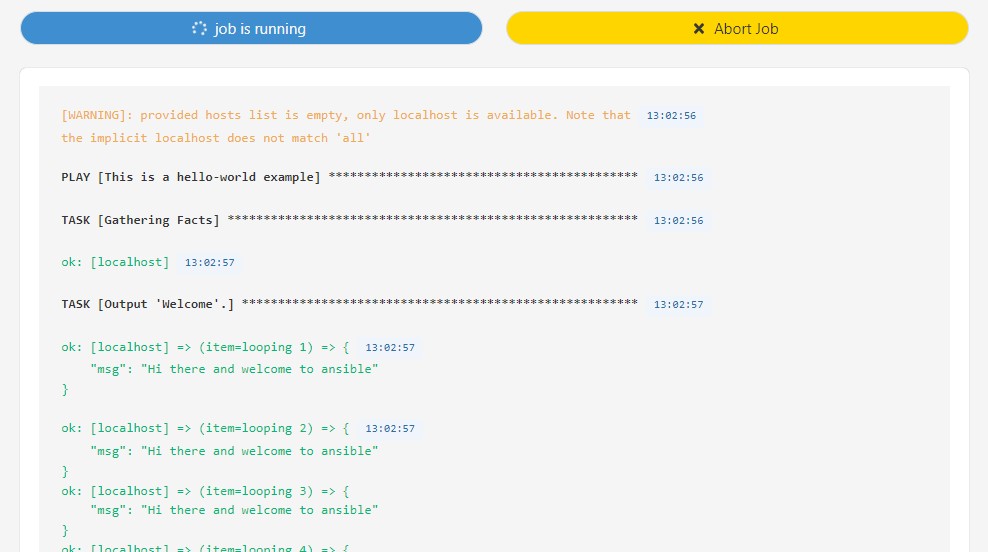 job is running
✖ Abort Job
[WARNING]: provided hosts list is empty, only localhost is available. Note that 13:02:56
the implicit localhost does not match 'all'
PLAY [This is a hello-world example] ******************************************* 13:02:56
TASK [Gathering Facts] ********************************************************* 13:02:56
ok: [localhost] 13:02:57
TASK [Output 'Welcome'.] ******************************************************* 13:02:57
ok: [localhost] => (item=looping 1) => { 13:02:57
    "msg": "Hi there and welcome to ansible"
}
ok: [localhost] => (item=looping 2) => { 13:02:57
    "msg": "Hi there and welcome to ansible"
}
ok: [localhost] => (item=looping 3) => {
    "msg": "Hi there and welcome to ansible"
}
ok: [localhost] => (item=looping 4) => {